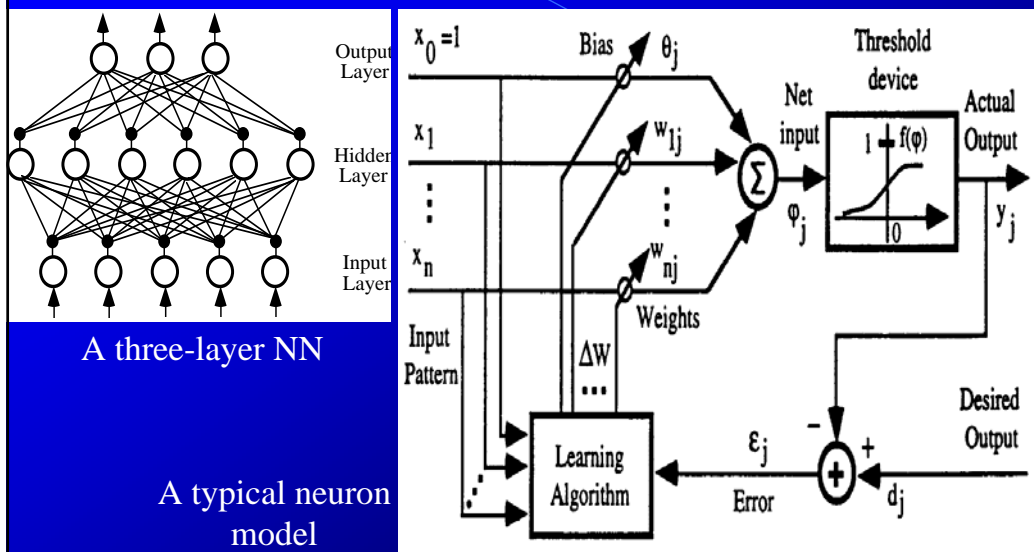 Output
Layer
Hidden
Layer
Input
Layer
A three-layer NN
A typical neuron
model
x0 =1
Bias
θj
Threshold
device
Net
input
Actual
Output
1
f(φ)
x1
w1j
Σ
φj
0
yj
xn
wnj
Weights
Input
Pattern
ΔW
Desired
Output
Learning
Algorithm
εj
Error
−
+
+
dj